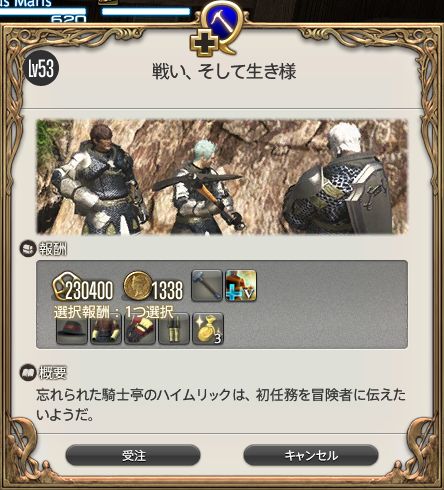 us Maris
620
Lv53
戦い、そして生き様
報酬
230400 1338 V
選択報酬：1つ選択
3
概要
忘れられた騎士亭のハイムリックは、初任務を冒険者に伝えた
いようだ。
受注 キャンセル